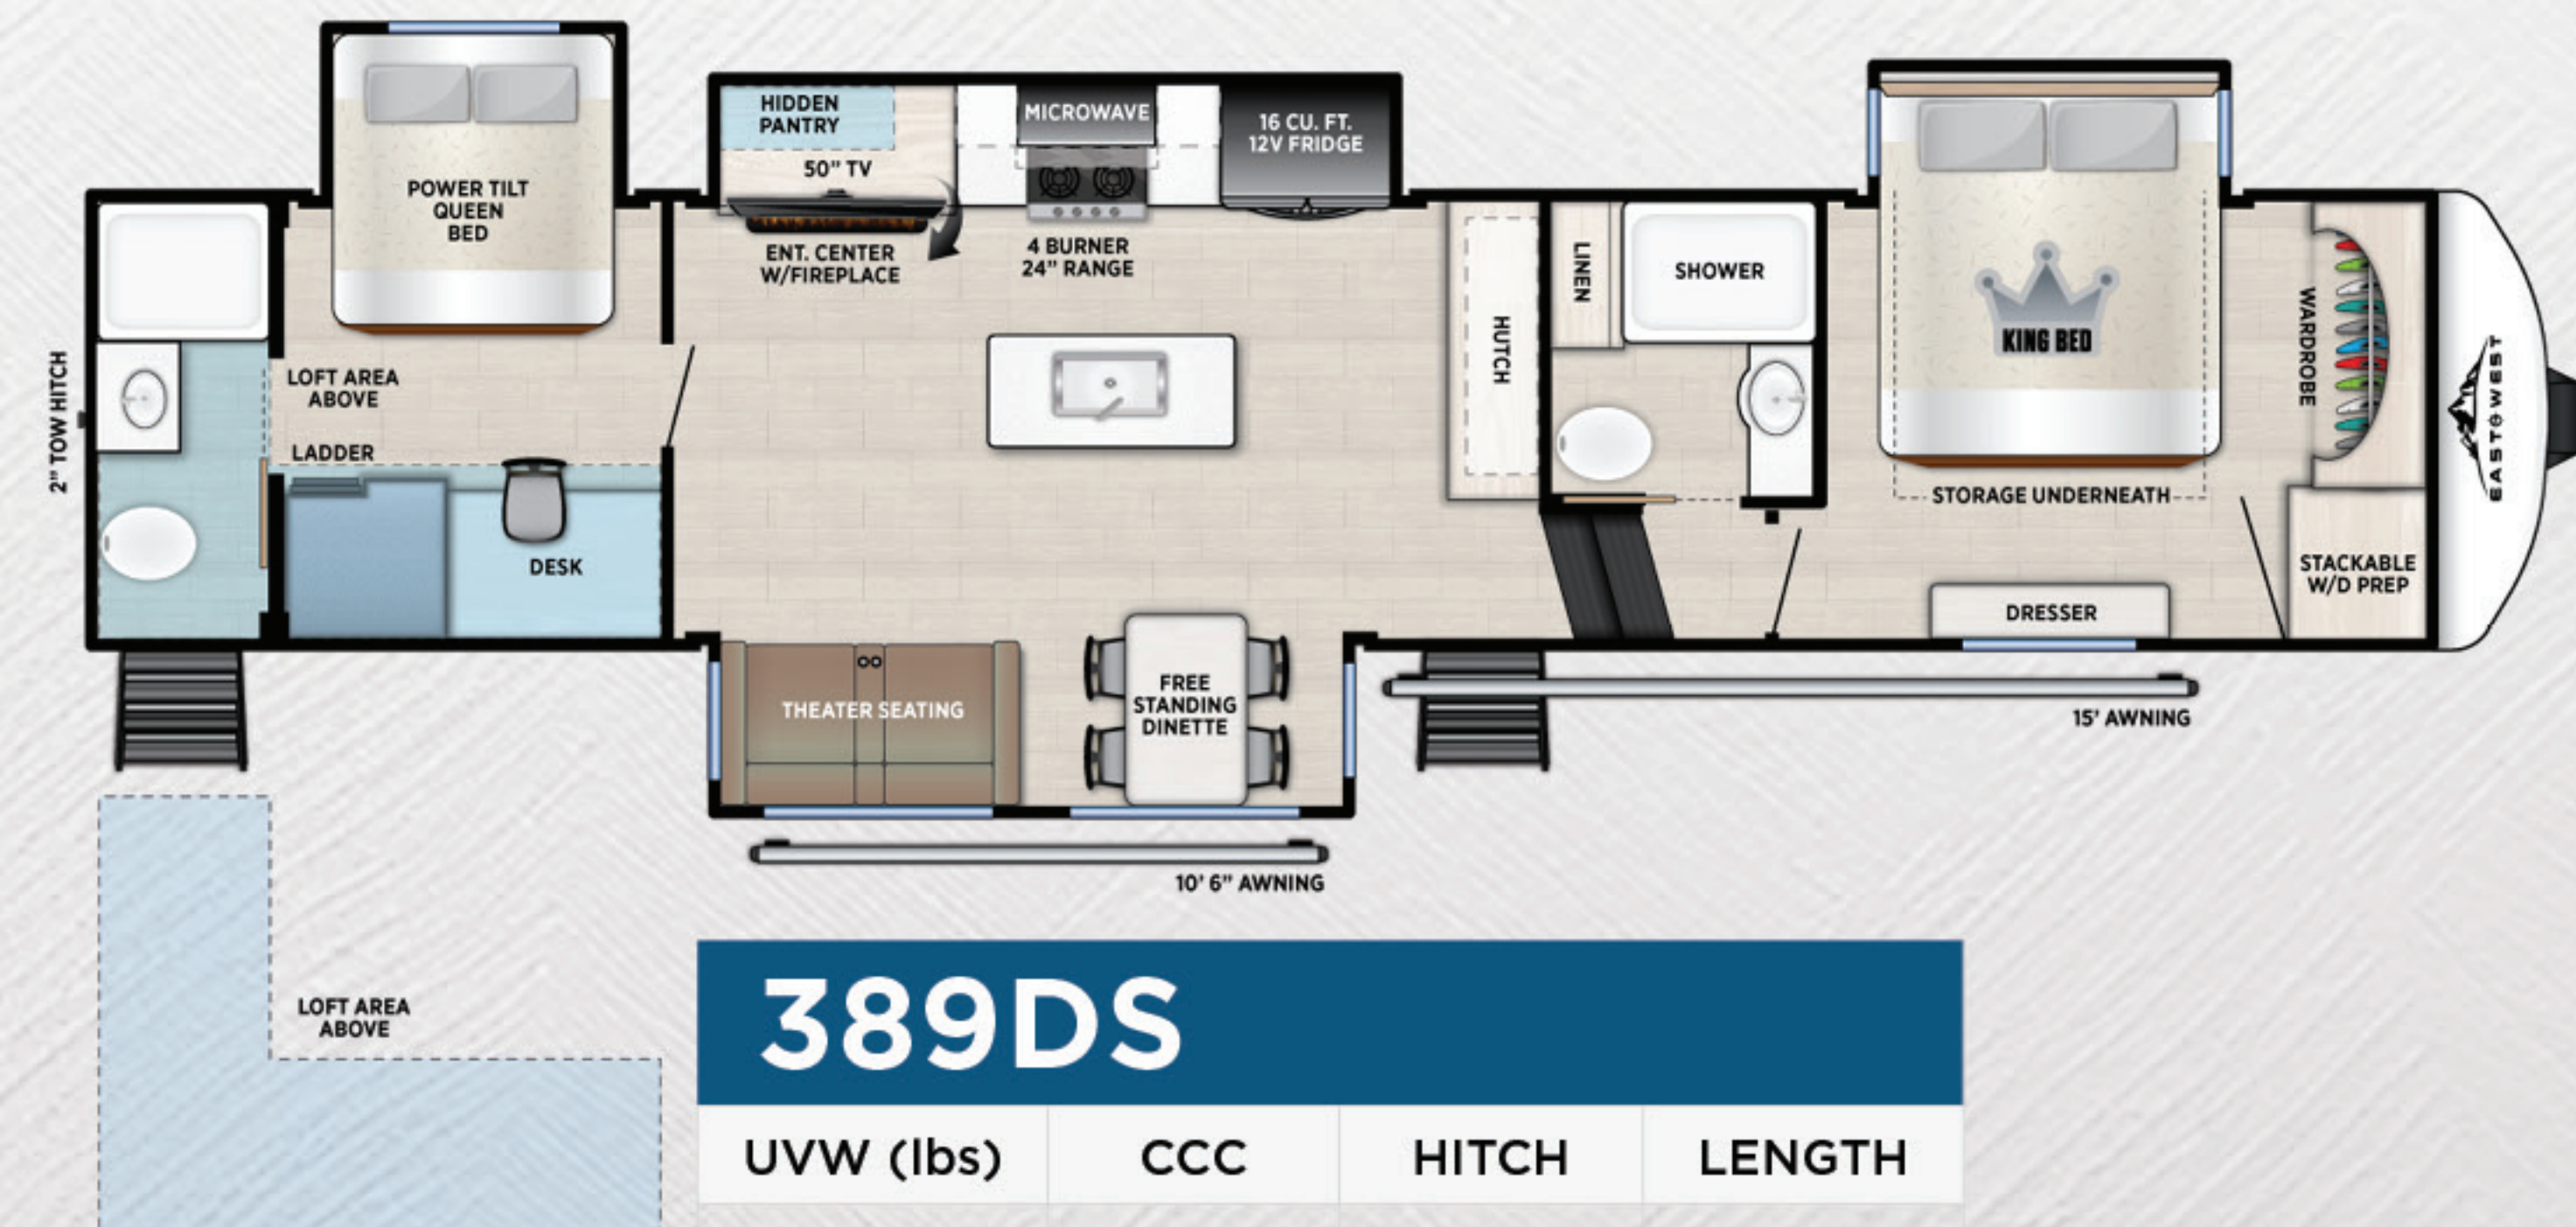 HIDDEN
PANTRY
50” TV
ENT. CENTER
W/FIREPLACE
MICROWAVE
4 BURNER
24” RANGE
16 CU. FT.
12V FRIDGE
POWER TILT
QUEEN
BED
2” TOW HITCH
LOFT AREA
ABOVE
LADDER
DESK
HUTCH
LINEN
SHOWER
KING BED
STORAGE UNDERNEATH
WARDROBE
STACKABLE
W/D PREP
DRESSER
EAST WEST
THEATER SEATING
FREE
STANDING
DINETTE
15’ AWNING
10’ 6” AWNING
LOFT AREA
ABOVE
389DS
UVW (lbs)
CCC
HITCH
LENGTH